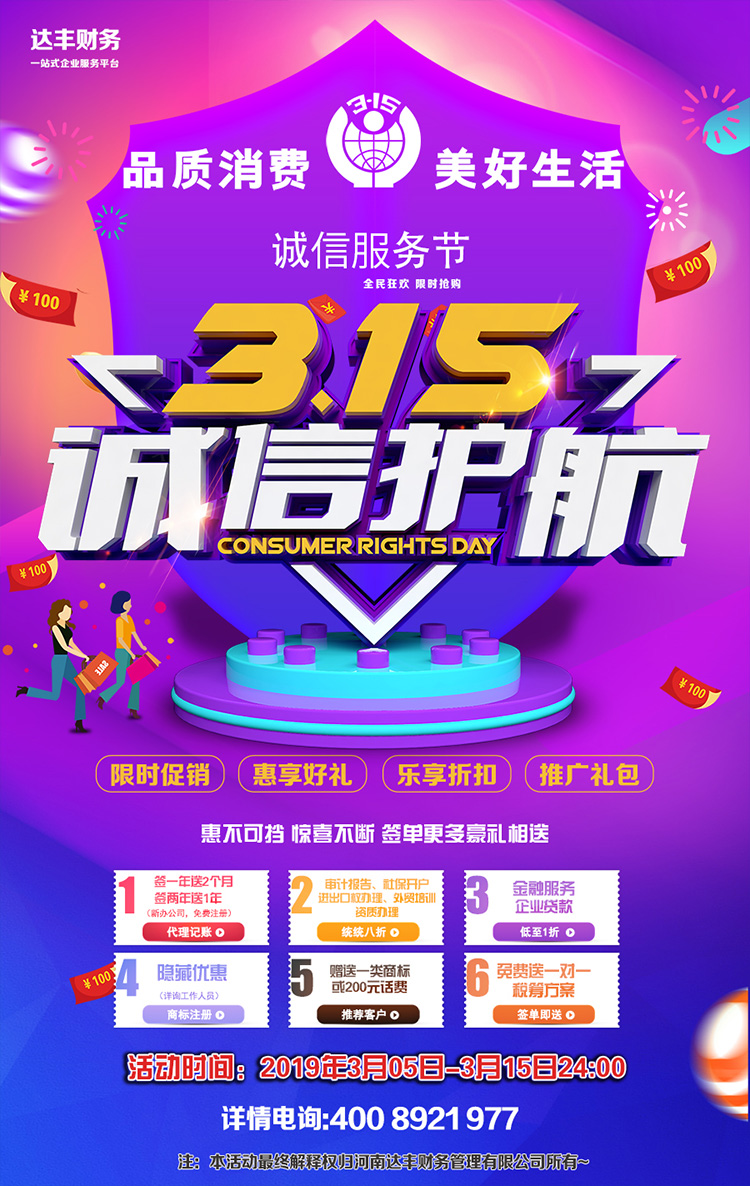 达丰财务
一站式企业服务平台
3·15
品质消费 美好生活
诚信服务节
全民狂欢 限时抢购
¥100
¥100
3.15
诚信护航
CONSUMER RIGHTS DAY
¥100
¥100
限时促销 惠享好礼 乐享折扣 推广礼包
惠不可挡 惊喜不断 签单更多豪礼相送
1
签一年送2个月
签两年送1年
(新办公司，免费注册)
代理记账
2
审计报告、社保开户
进出口权办理、外贸培训
资质办理
统统八折
3
金融服务
企业贷款
低至1折
¥100
4
隐藏优惠
(详询工作人员)
商标注册
5
赠送一类商标
或200元话费
推荐客户
6
免费送一对一
税筹方案
签单即送
活动时间：2019年3月05日-3月15日24:00
详情电询:400 8921 977
注：本活动最终解释权归河南达丰财务管理有限公司所有~